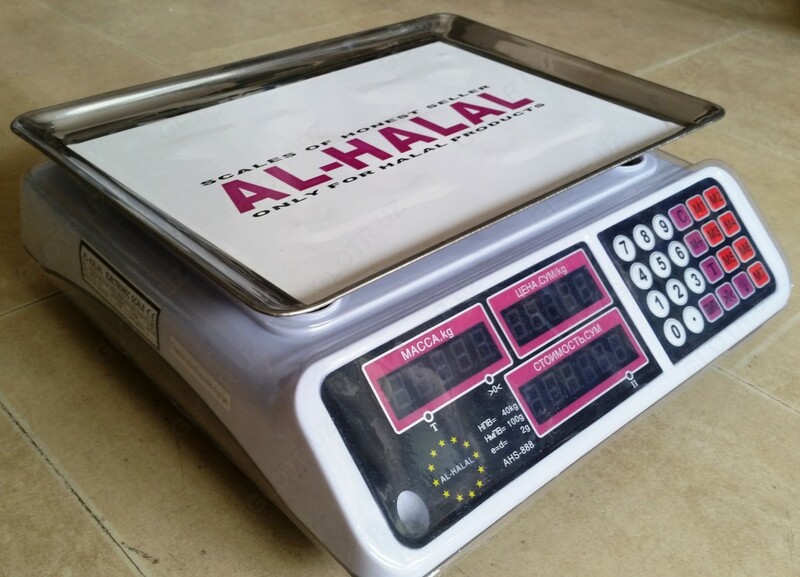 SCALES OF HONEST SELLER
AL-HALAL
ONLY FOR HALAL PRODUCTS
МАССА.kg
ЦЕНА.СУМ/kg
СТОИМОСТЬ.СУМ
T
>0<
П
НПВ= 40kg
НмПВ= 100g
e=d= 2g
AHS-888
AL-HALAL
7 8 9 C
4 5 6
1 2 3 T
0 .